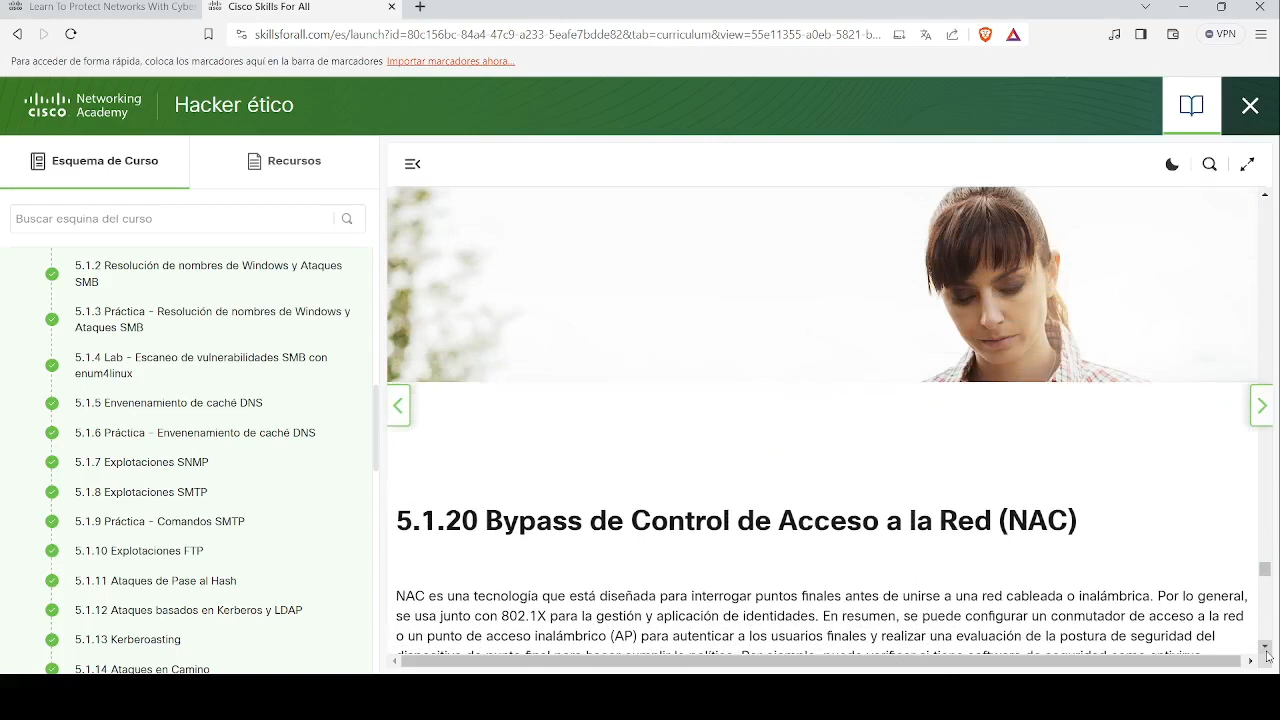 Learn To Protect Networks With Cyber
Cisco Skills For All
skillsforall.com/es/launch?id=80c156bc-84a4-47c9-a233-5eafe7bdde82&tab=curriculum&view=55e11355-a0eb-5821-b...
VPN
Para acceder de forma rápida, coloca los marcadores aquí en la barra de marcadores Importar marcadores ahora...
CISCO Networking Academy
Hacker ético
Esquema de Curso
Recursos
Buscar esquina del curso
5.1.2 Resolución de nombres de Windows y Ataques
SMB
5.1.3 Práctica - Resolución de nombres de Windows y
Ataques SMB
5.1.4 Lab - Escaneo de vulnerabilidades SMB con
enum4linux
5.1.5 Envenenamiento de caché DNS
5.1.6 Práctica - Envenenamiento de caché DNS
5.1.7 Explotaciones SNMP
5.1.8 Explotaciones SMTP
5.1.9 Práctica - Comandos SMTP
5.1.10 Explotaciones FTP
5.1.11 Ataques de Pase al Hash
5.1.12 Ataques basados en Kerberos y LDAP
5.1.13 Kerberoasting
5.1.14 Ataques en Camino
5.1.20 Bypass de Control de Acceso a la Red (NAC)
NAC es una tecnología que está diseñada para interrogar puntos finales antes de unirse a una red cableada o inalámbrica. Por lo general,
se usa junto con 802.1X para la gestión y aplicación de identidades. En resumen, se puede configurar un conmutador de acceso a la red
o un punto de acceso inalámbrico (AP) para autenticar a los usuarios finales y realizar una evaluación de la postura de seguridad del